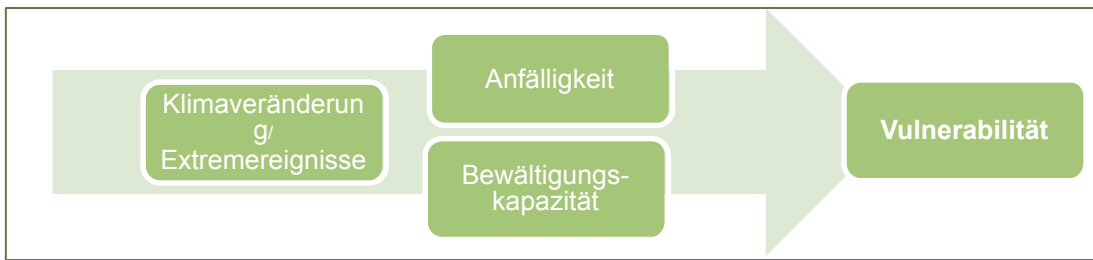 Klimaveränderun
g/
Extremereignisse
Anfälligkeit
Bewältigungs-
kapazität
Vulnerabilität